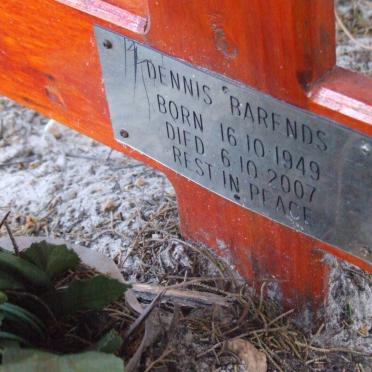 DENNIS BARENDS
BORN 16.10.1949
DIED 6.10.2007
REST IN PEACE